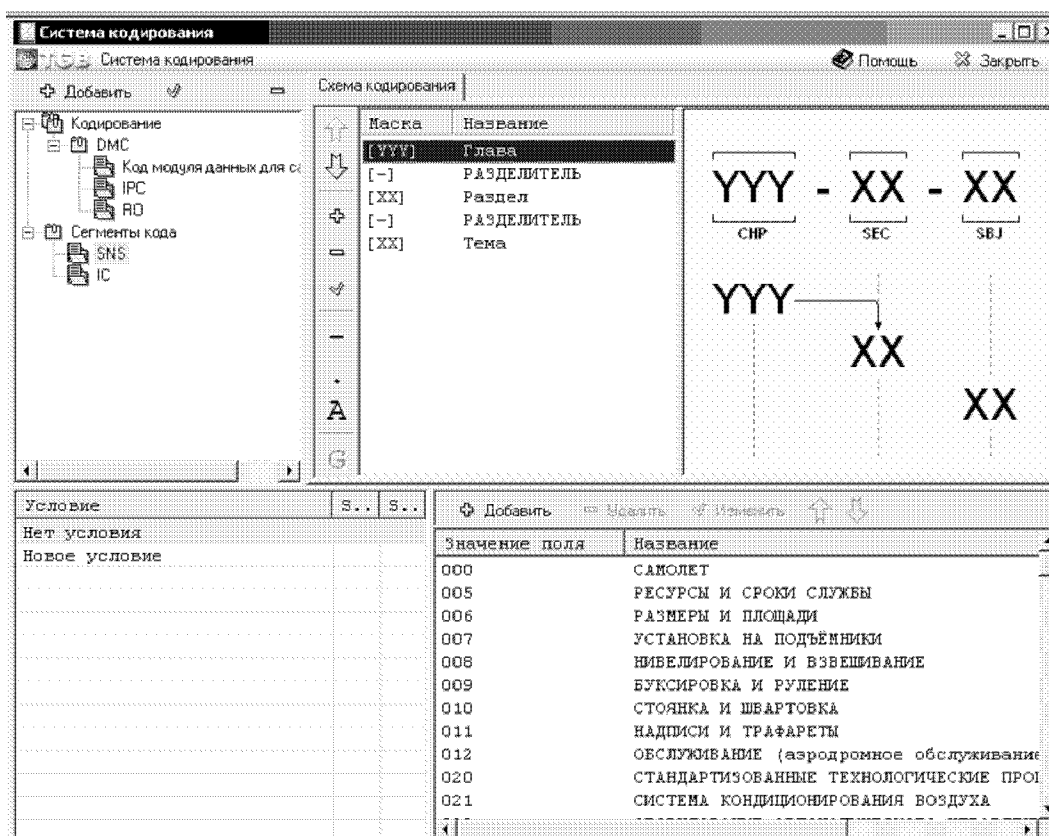 Система кодирования
TGB Система кодирования
Помощь
Закрыть
Добавить
Схема кодирования
Кодирование
DMC
Код модуля данных для са
IPC
RO
Сегменты кода
SNS
IC
Маска Название
[YYY] Глава
[-] РАЗДЕЛИТЕЛЬ
[XX] Раздел
[-] РАЗДЕЛИТЕЛЬ
[XX] Тема
A
G
YYY - XX - XX
CHP SEC SBJ
YYY
XX
XX
Условие S.. S..
Нет условия
Новое условие
Добавить Удалить Изменить
Значение поля Название
000 САМОЛЕТ
005 РЕСУРСЫ И СРОКИ СЛУЖБЫ
006 РАЗМЕРЫ И ПЛОЩАДИ
007 УСТАНОВКА НА ПОДЪЁМНИКИ
008 НИВЕЛИРОВАНИЕ И ВЗВЕШИВАНИЕ
009 БУКСИРОВКА И РУЛЕНИЕ
010 СТОЯНКА И ШВАРТОВКА
011 НАДПИСИ И ТРАФАРЕТЫ
012 ОБСЛУЖИВАНИЕ (аэродромное обслуживание
020 СТАНДАРТИЗОВАННЫЕ ТЕХНОЛОГИЧЕСКИЕ ПРОЦ
021 СИСТЕМА КОНДИЦИОНИРОВАНИЯ ВОЗДУХА